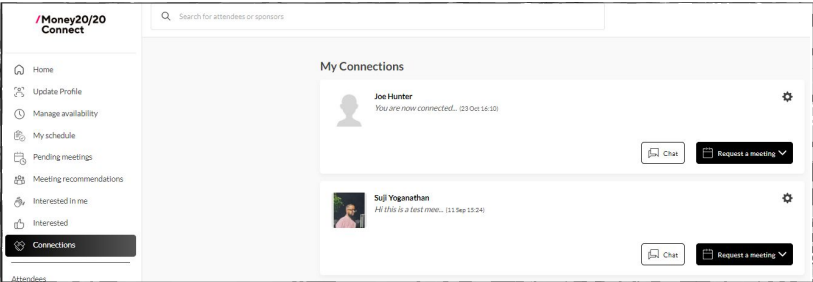 /Money20/20
Connect
Search for attendees or sponsors
Home
Update Profile
Manage availability
My schedule
Pending meetings
Meeting recommendations
Interested in me
Interested
Connections
Attendees
My Connections
Joe Hunter
You are now connected... (23 Oct 16:10)
Chat
Request a meeting
Suji Yoganathan
Hi this is a test mee... (11 Sep 15:24)
Chat
Request a meeting